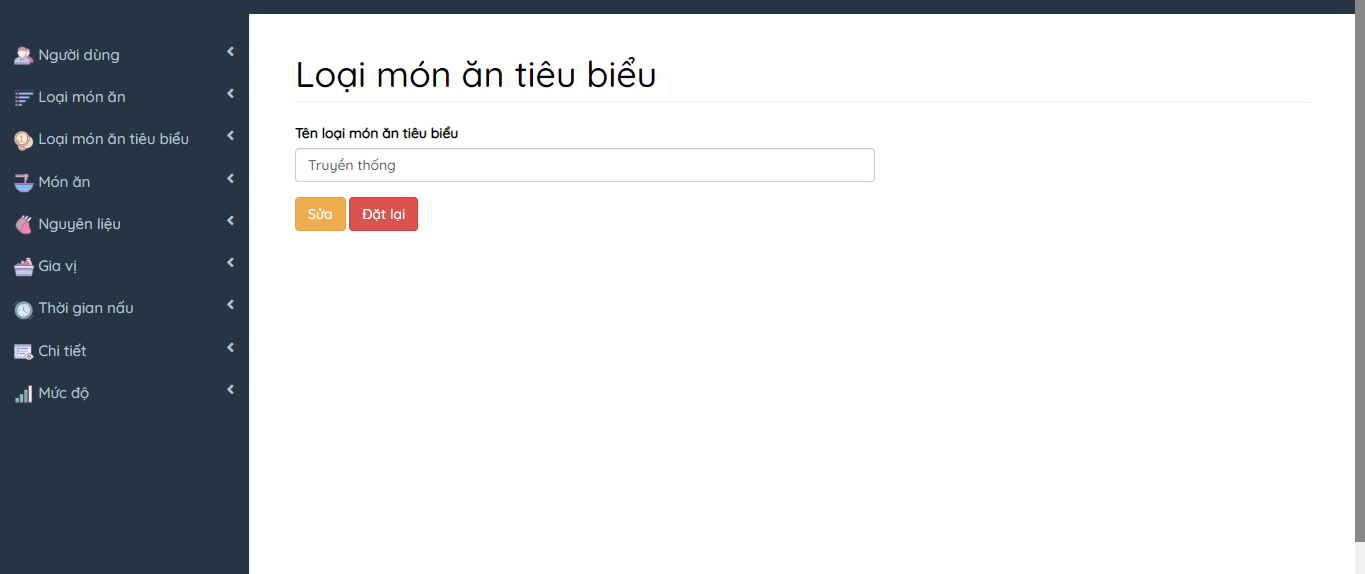 Người dùng
Loại món ăn
Loại món ăn tiêu biểu
Món ăn
Nguyên liệu
Gia vị
Thời gian nấu
Chi tiết
Mức độ
Loại món ăn tiêu biểu
Tên loại món ăn tiêu biểu
Truyền thống
Sửa Đặt lại